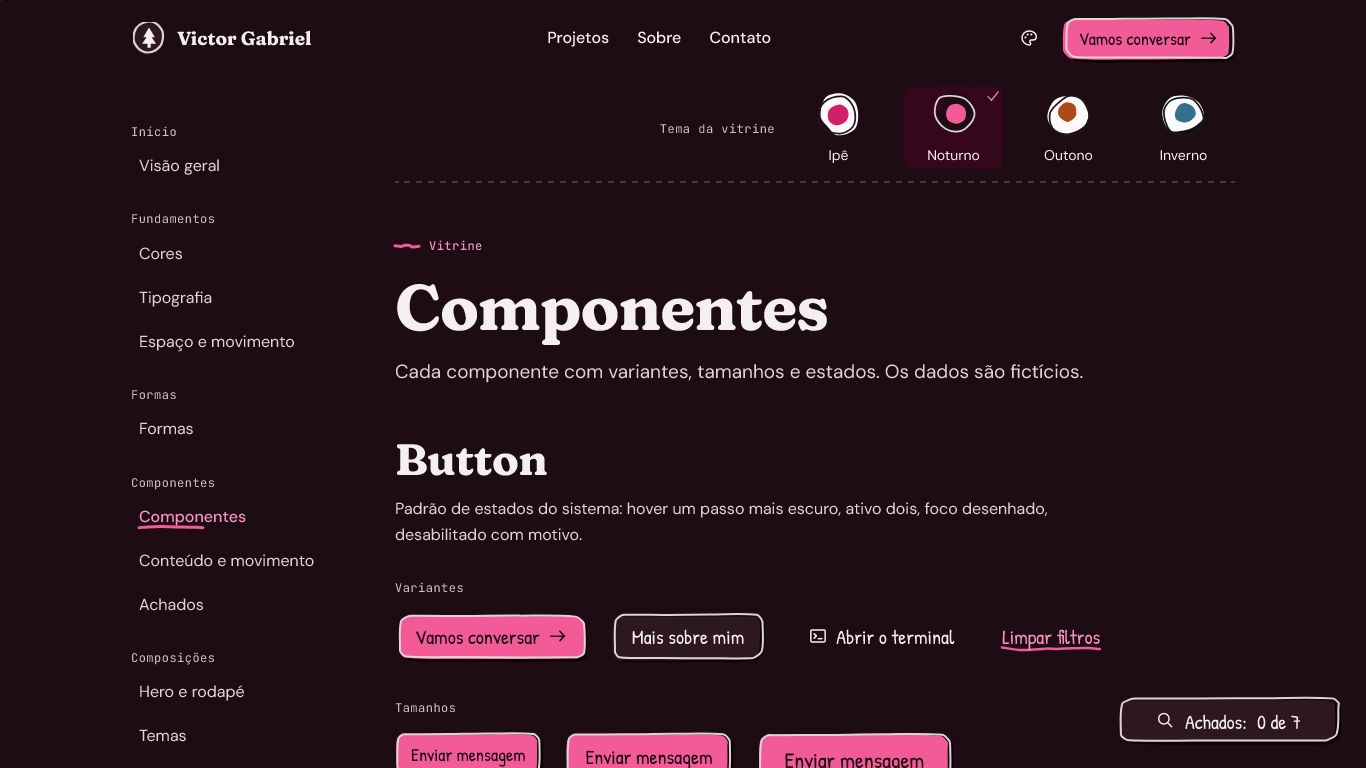 Victor Gabriel
Projetos Sobre Contato
Vamos conversar
Início
Visão geral
Fundamentos
Cores
Tipografia
Espaço e movimento
Formas
Formas
Componentes
Componentes
Conteúdo e movimento
Achados
Composições
Hero e rodapé
Temas
Tema da vitrine
Ipê
Noturno
Outono
Inverno
Vitrine
Componentes
Cada componente com variantes, tamanhos e estados. Os dados são fictícios.
Button
Padrão de estados do sistema: hover um passo mais escuro, ativo dois, foco desenhado,
desabilitado com motivo.
Variantes
Vamos conversar
Mais sobre mim
Abrir o terminal
Limpar filtros
Tamanhos
Enviar mensagem
Enviar mensagem
Enviar mensagem
Achados: 0 de 7